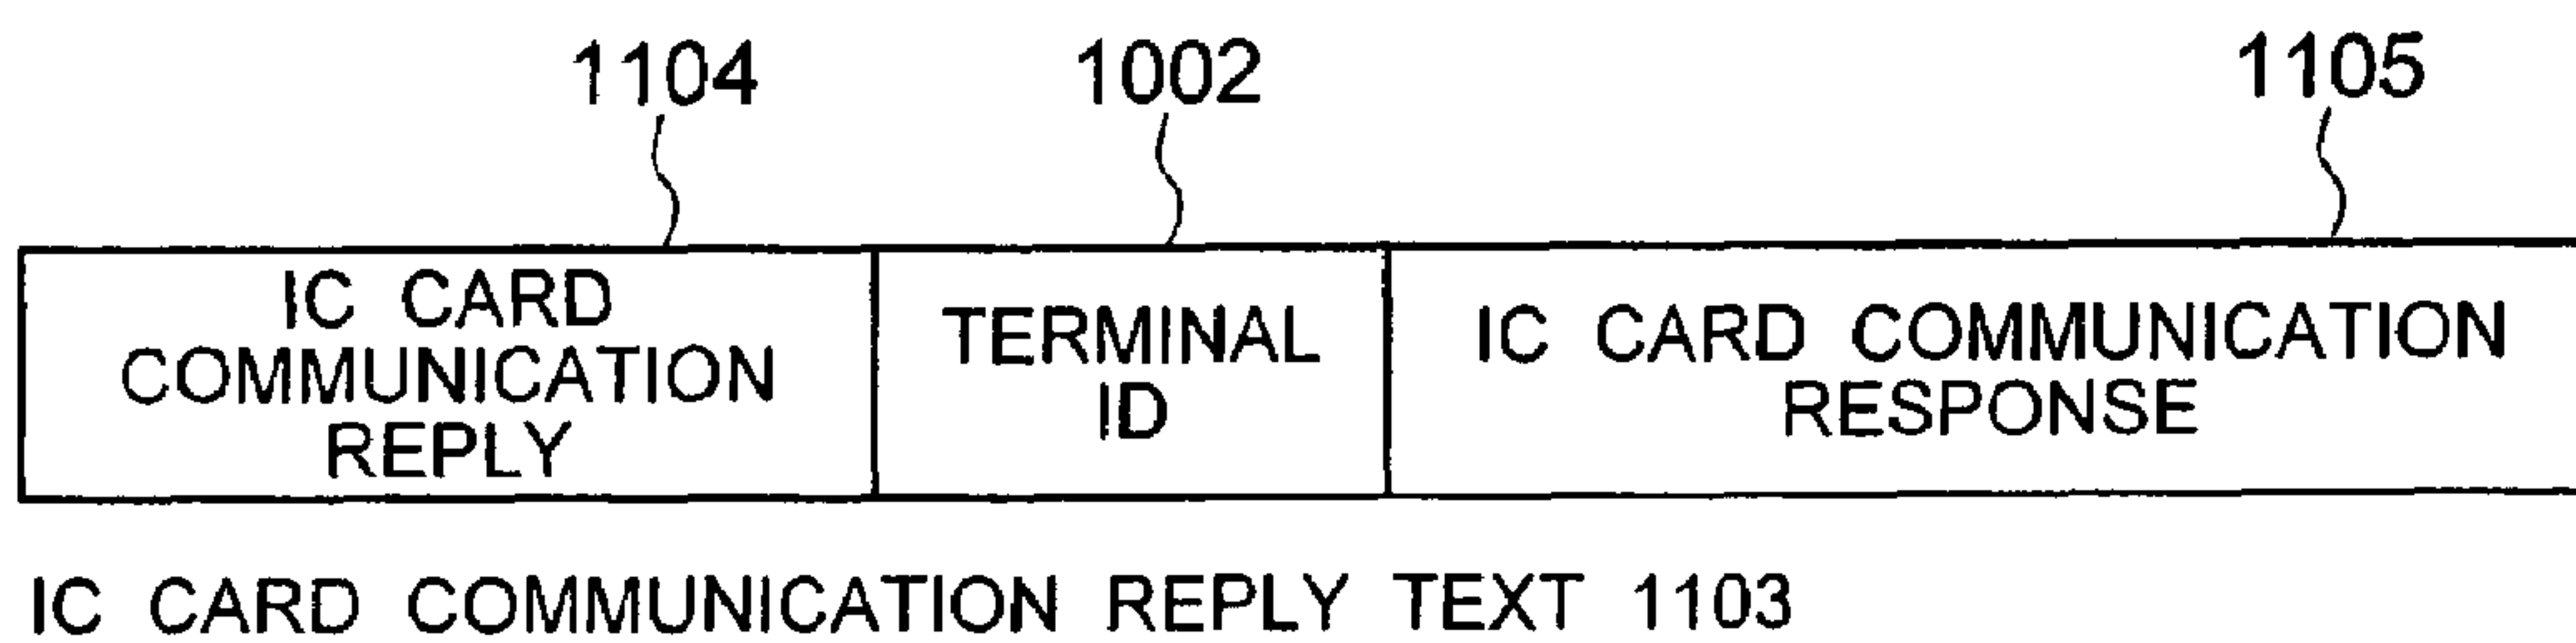 1104 1002 1105
IC CARD
COMMUNICATION
REPLY
TERMINAL
ID
IC CARD COMMUNICATION
RESPONSE
IC CARD COMMUNICATION REPLY TEXT 1103